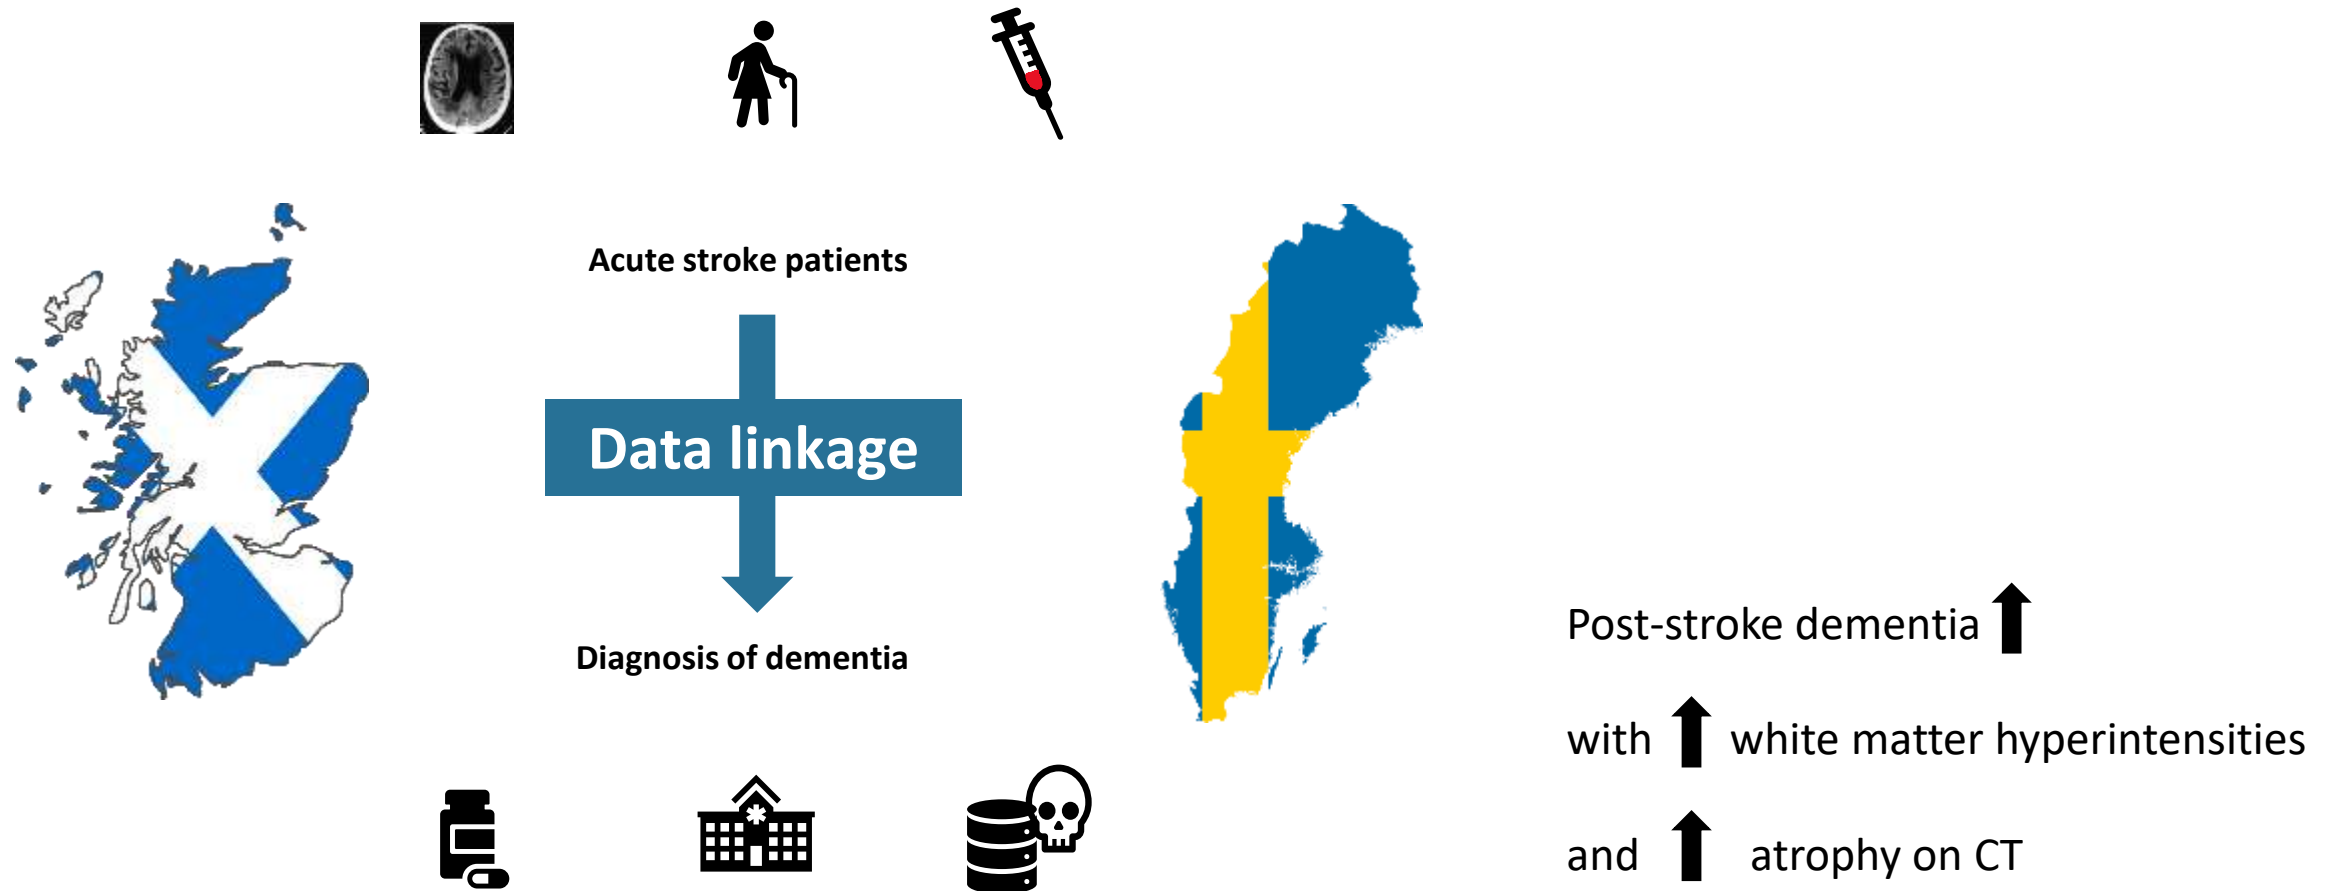 Acute stroke patients
Data linkage
Diagnosis of dementia
Post-stroke dementia
with white matter hyperintensities
and atrophy on CT